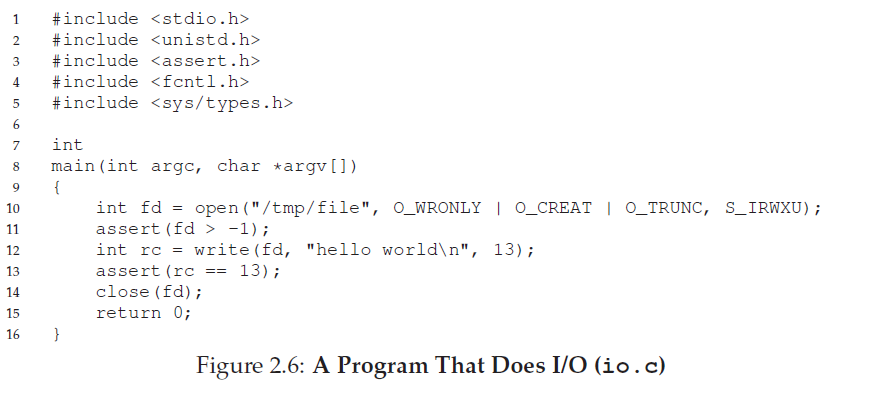 1 #include <stdio.h>
2 #include <unistd.h>
3 #include <assert.h>
4 #include <fcntl.h>
5 #include <sys/types.h>
6
7 int
8 main(int argc, char *argv[])
9 {
10 int fd = open("/tmp/file", O_WRONLY | O_CREAT | O_TRUNC, S_IRWXU);
11 assert(fd > -1);
12 int rc = write(fd, "hello world\n", 13);
13 assert(rc == 13);
14 close(fd);
15 return 0;
16 }
Figure 2.6: A Program That Does I/O (io.c)